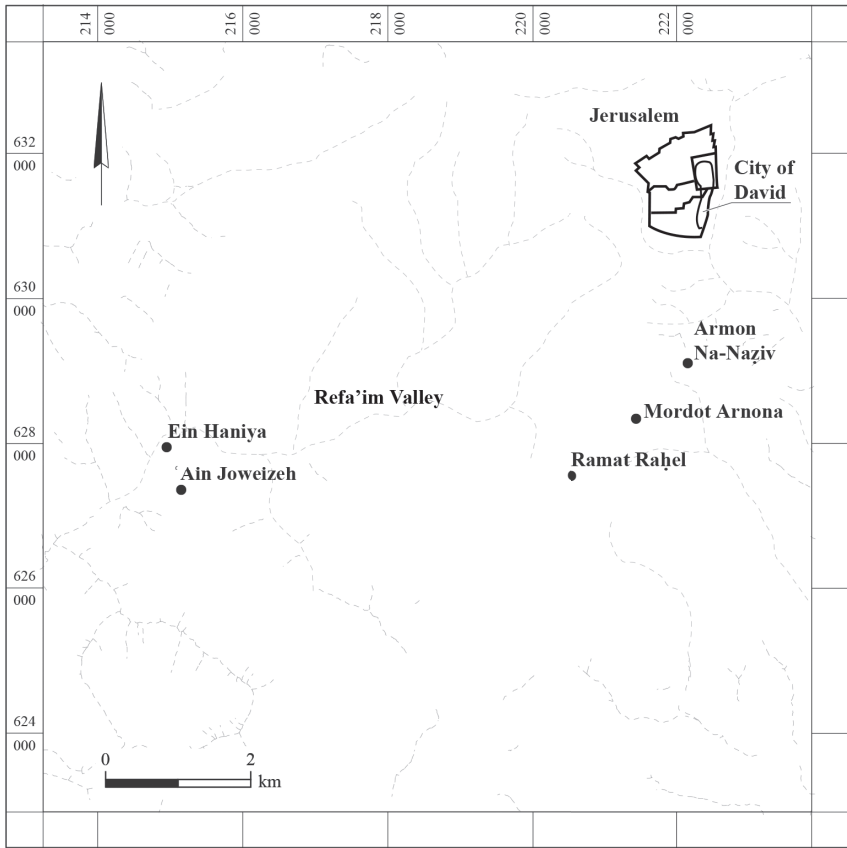 214
000
216
000
218
000
220
000
222
000
632
000
630
000
628
000
626
000
624
000
Jerusalem
City of
David
Armon
Na-Naẓiv
Refa’im Valley
Mordot Arnona
Ein Haniya
Ramat Raḥel
ʿAin Joweizeh
0 2
km